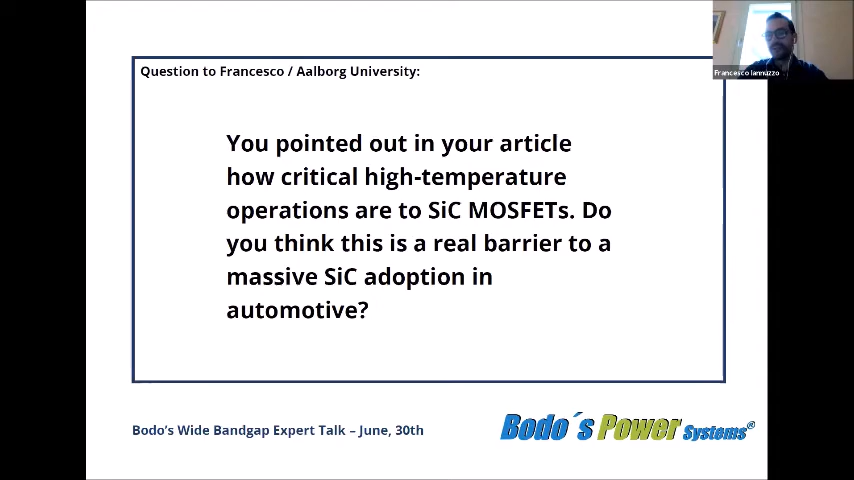 Question to Francesco / Aalborg University:
Francesco Iannuzzo
You pointed out in your article
how critical high-temperature
operations are to SiC MOSFETs. Do
you think this is a real barrier to a
massive SiC adoption in
automotive?
Bodo's Wide Bandgap Expert Talk – June, 30th
Bodo´s Power Systems®